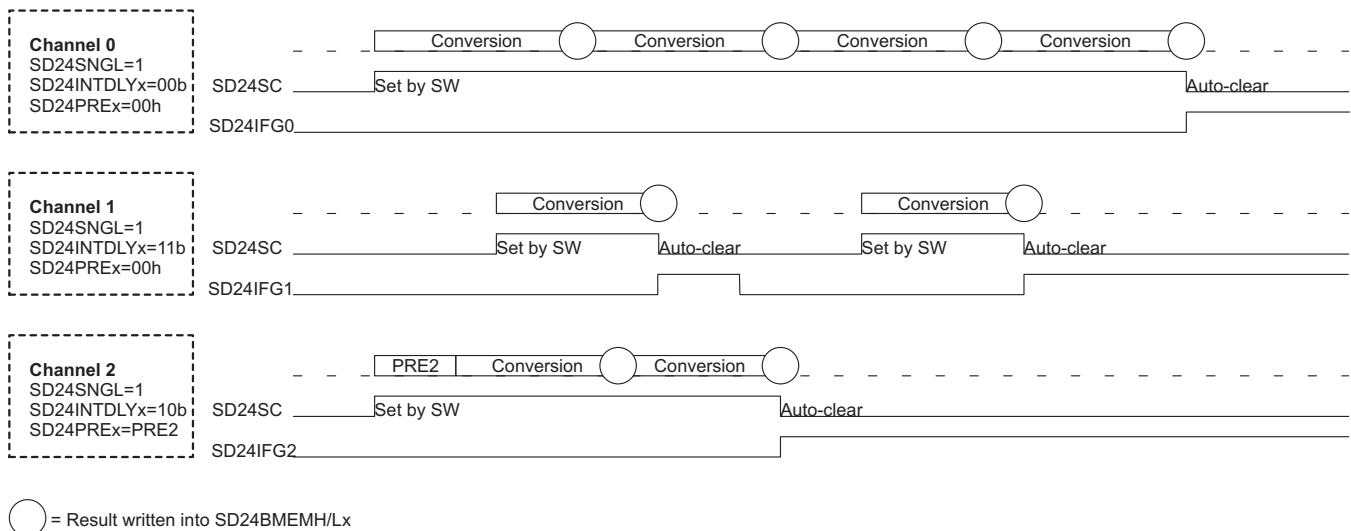 Channel 0
SD24SNGL=1
SD24INTDLYx=00b
SD24PREx=00h
Conversion Conversion Conversion Conversion
SD24SC Set by SW Auto-clear
SD24IFG0
Channel 1
SD24SNGL=1
SD24INTDLYx=11b
SD24PREx=00h
Conversion Conversion
SD24SC Set by SW Auto-clear Set by SW Auto-clear
SD24IFG1
Channel 2
SD24SNGL=1
SD24INTDLYx=10b
SD24PREx=PRE2
PRE2 Conversion Conversion
SD24SC Set by SW Auto-clear
SD24IFG2
= Result written into SD24BMEMH/Lx